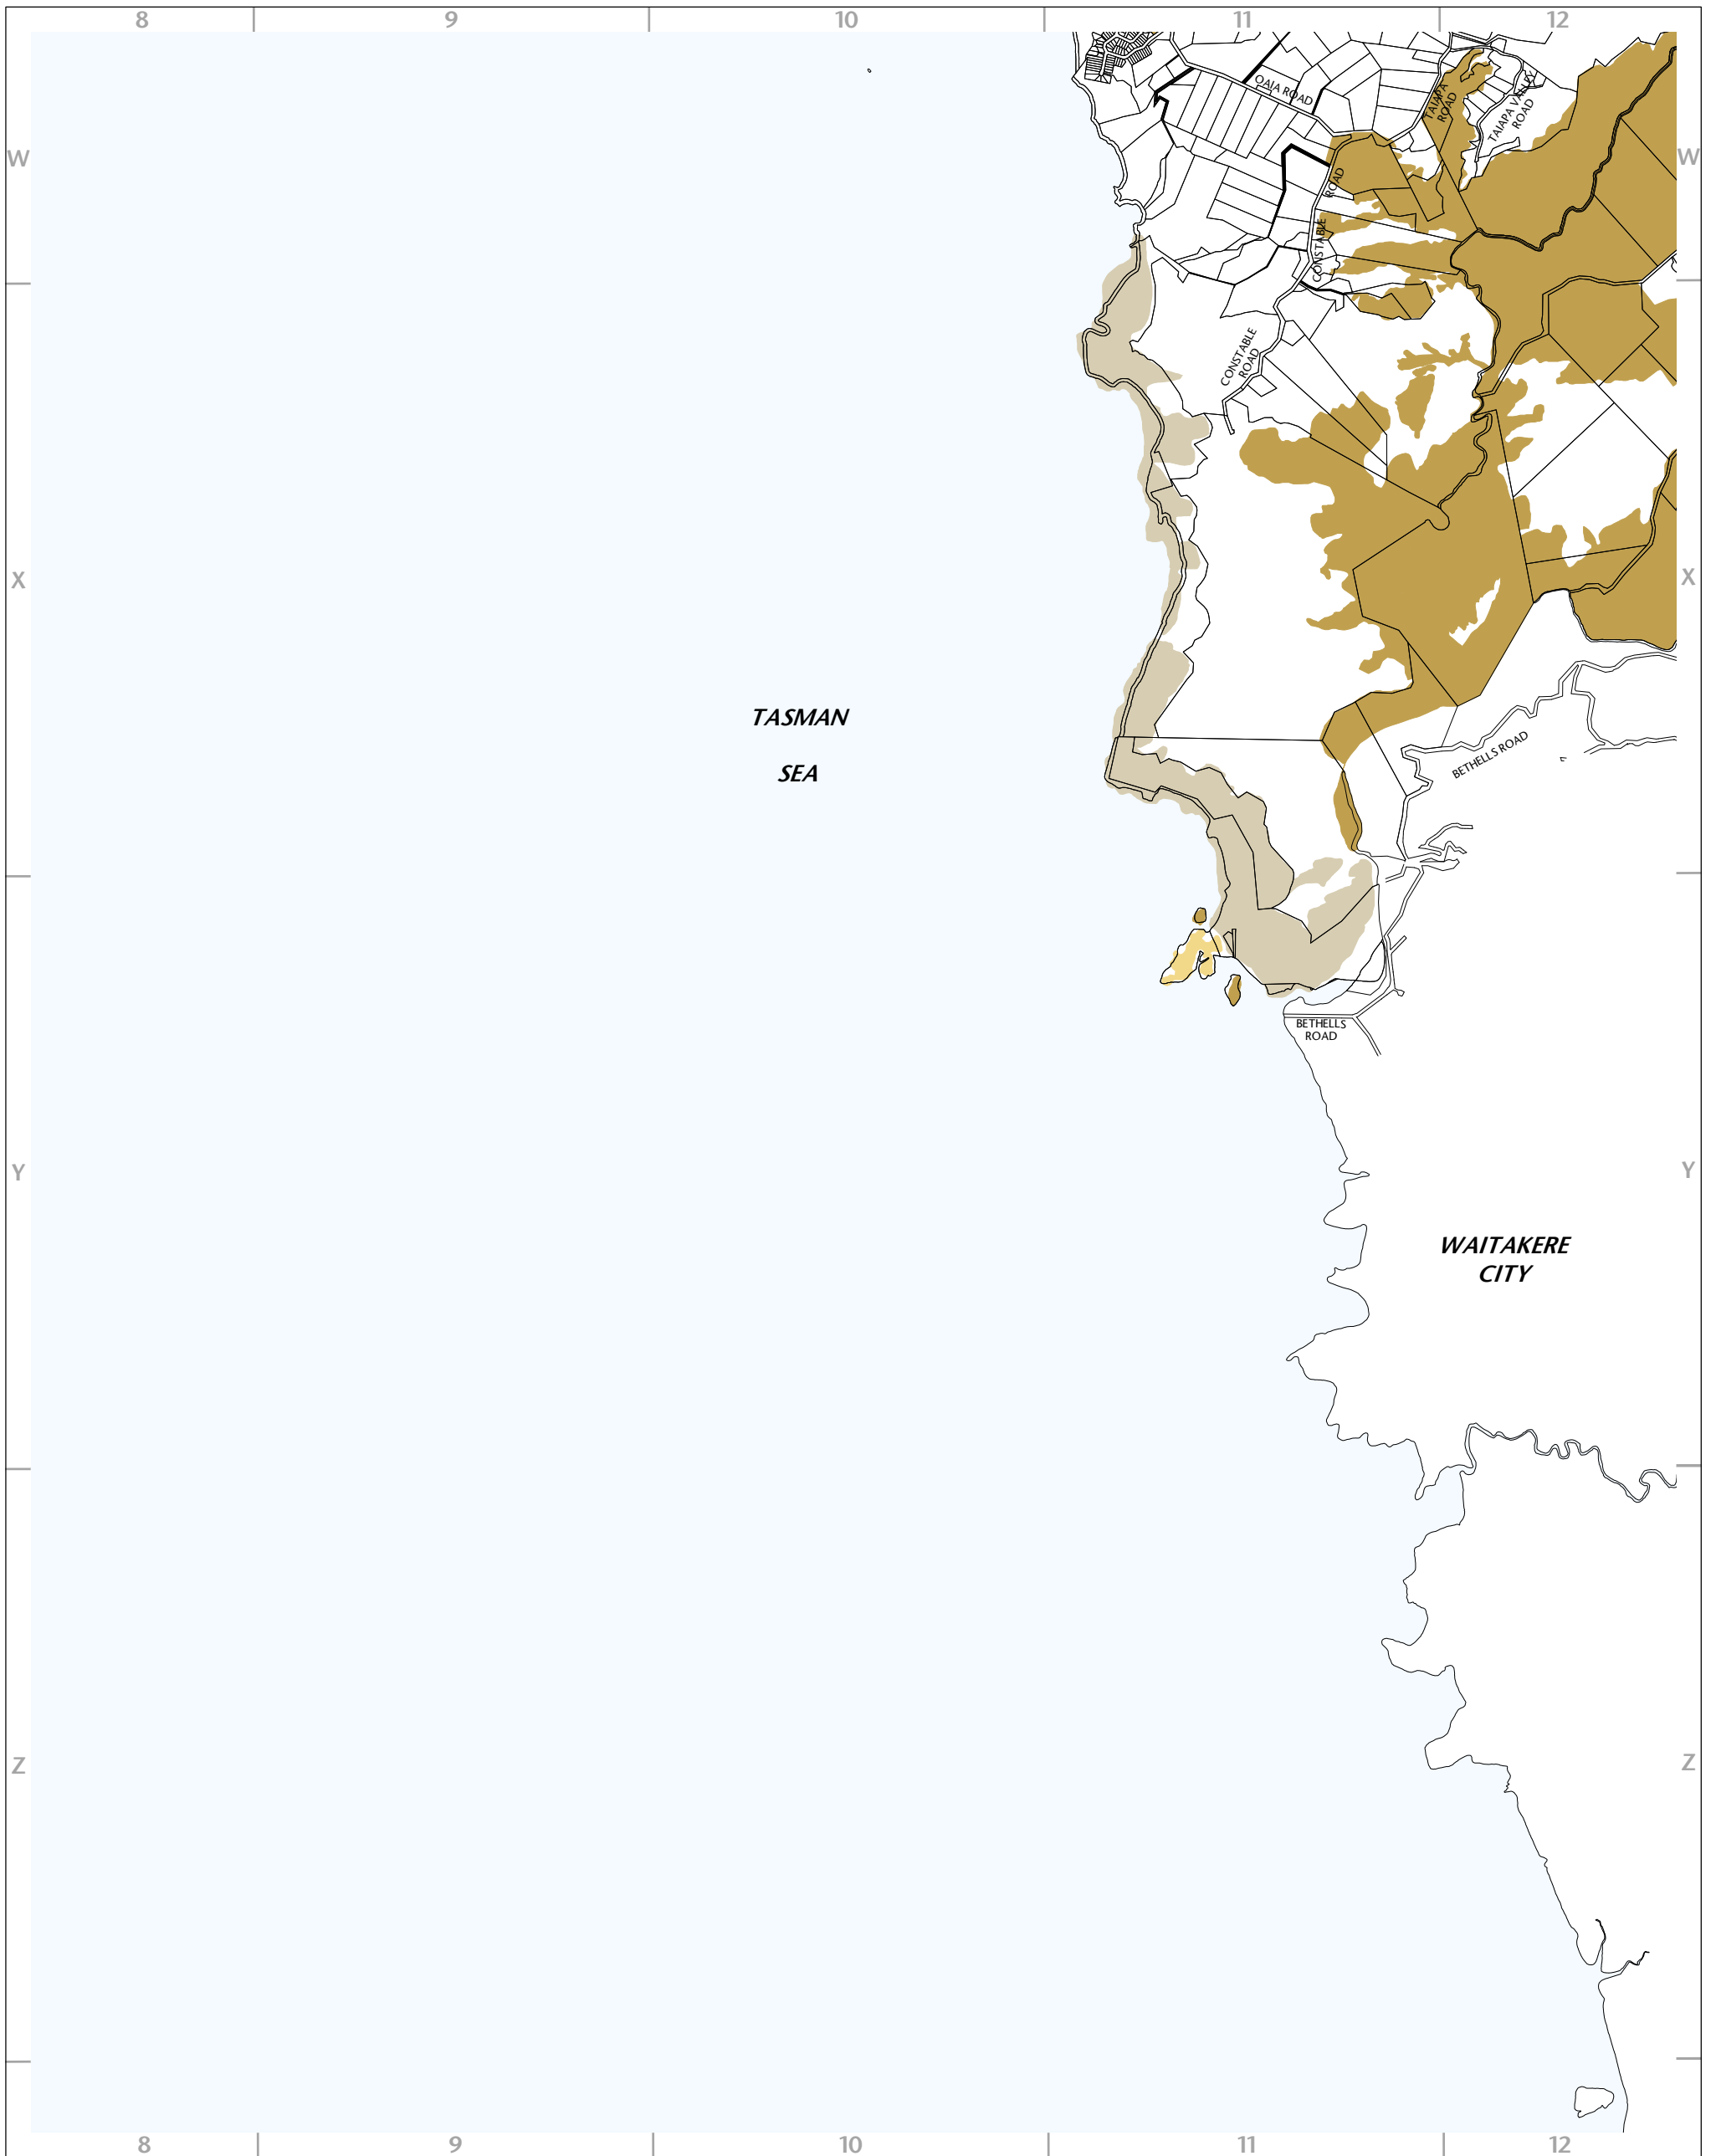 8 9 10 11 12
OAIA ROAD
TAIAPA
ROAD
TAIAPA VALLEY
ROAD
W W
CONSTABLE ROAD
CONSTABLE
ROAD
X X
TASMAN
SEA
BETHELLS ROAD
BETHELLS
ROAD
Y Y
WAITAKERE
CITY
Z Z
8 9 10 11 12